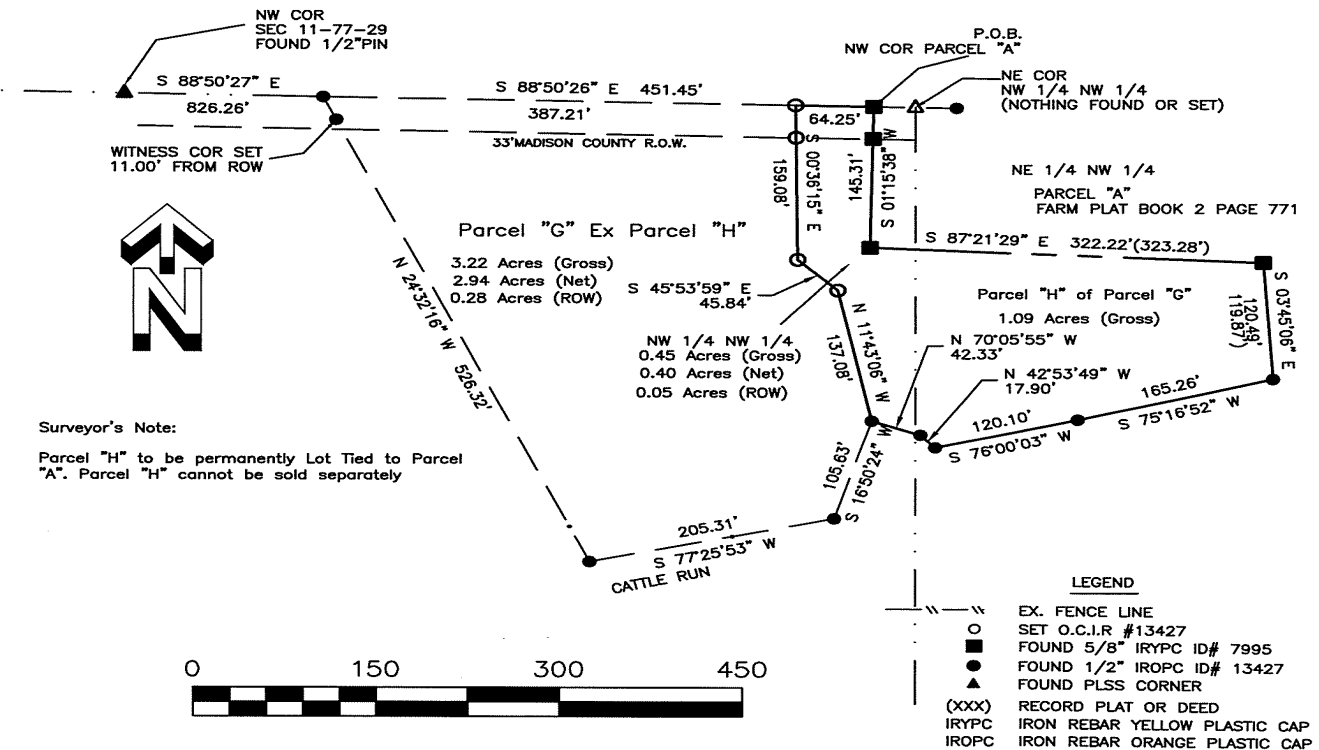 NW COR
SEC 11-77-29
FOUND 1/2"PIN
P.O.B.
NW COR PARCEL "A"
NE COR
NW 1/4 NW 1/4
(NOTHING FOUND OR SET)
S 88°50'27" E
826.26'
S 88°50'26" E 451.45'
387.21'
64.25'
33'MADISON COUNTY R.O.W.
WITNESS COR SET
11.00' FROM ROW
159.08'
S 00°36'15" E
145.31'
S 01°15'38" W
NE 1/4 NW 1/4
PARCEL "A"
FARM PLAT BOOK 2 PAGE 771
S 87°21'29" E 322.22'(323.28')
Parcel "G" Ex Parcel "H"
3.22 Acres (Gross)
2.94 Acres (Net)
0.28 Acres (ROW)
N 24°32'16" W 526.32'
S 45°53'59" E
45.84'
Parcel "H" of Parcel "G"
1.09 Acres (Gross)
S 03°45'06" E
120.49'
119.87')
NW 1/4 NW 1/4
0.45 Acres (Gross)
0.40 Acres (Net)
0.05 Acres (ROW)
N 11°43'06" W
137.08'
N 70°05'55" W
42.33'
N 42°53'49" W
17.90'
165.26'
S 75°16'52" W
120.10'
S 76°00'03" W
105.63'
S 16°50'24" W
205.31'
S 77°25'53" W
CATTLE RUN
N
Surveyor's Note:
Parcel "H" to be permanently Lot Tied to Parcel
"A". Parcel "H" cannot be sold separately
0 150 300 450
LEGEND
EX. FENCE LINE
SET O.C.I.R #13427
FOUND 5/8" IRYPC ID# 7995
FOUND 1/2" IROPC ID# 13427
FOUND PLSS CORNER
(XXX) RECORD PLAT OR DEED
IRYPC IRON REBAR YELLOW PLASTIC CAP
IROPC IRON REBAR ORANGE PLASTIC CAP